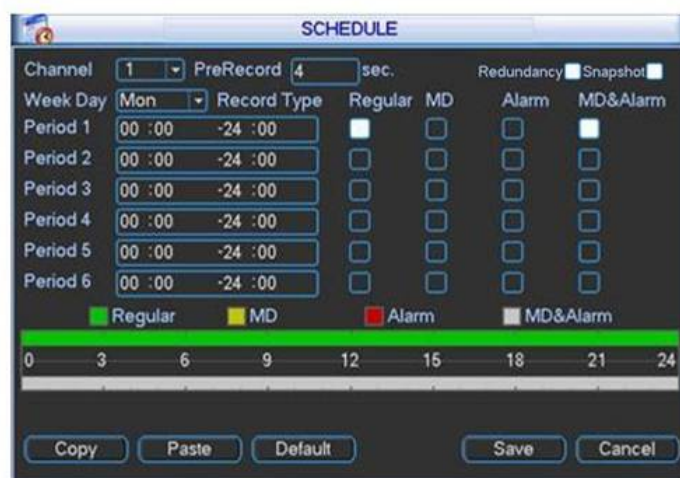 SCHEDULE
Channel 1 PreRecord 4 sec. Redundancy Snapshot
Week Day Mon Record Type Regular MD Alarm MD&Alarm
Period 1 00 :00 -24 :00
Period 2 00 :00 -24 :00
Period 3 00 :00 -24 :00
Period 4 00 :00 -24 :00
Period 5 00 :00 -24 :00
Period 6 00 :00 -24 :00
Regular MD Alarm MD&Alarm
0 3 6 9 12 15 18 21 24
Copy Paste Default Save Cancel